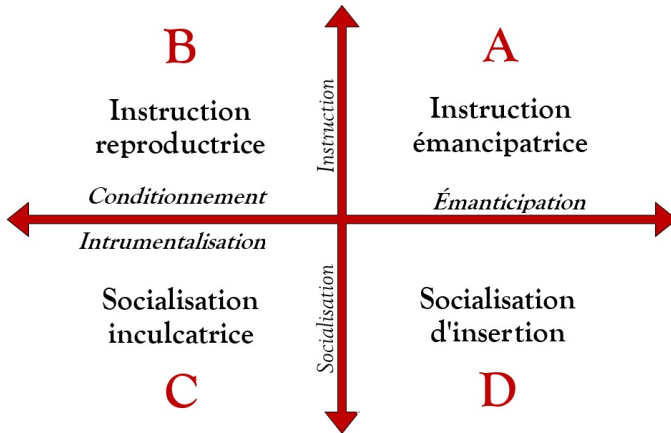 B
A
Instruction
reproductrice
Instruction
Instruction
émancipatrice
Conditionnement
Émanticipation
Intrumentalisation
Socialisation
inculcatrice
Socialisation
Socialisation
d'insertion
C
D